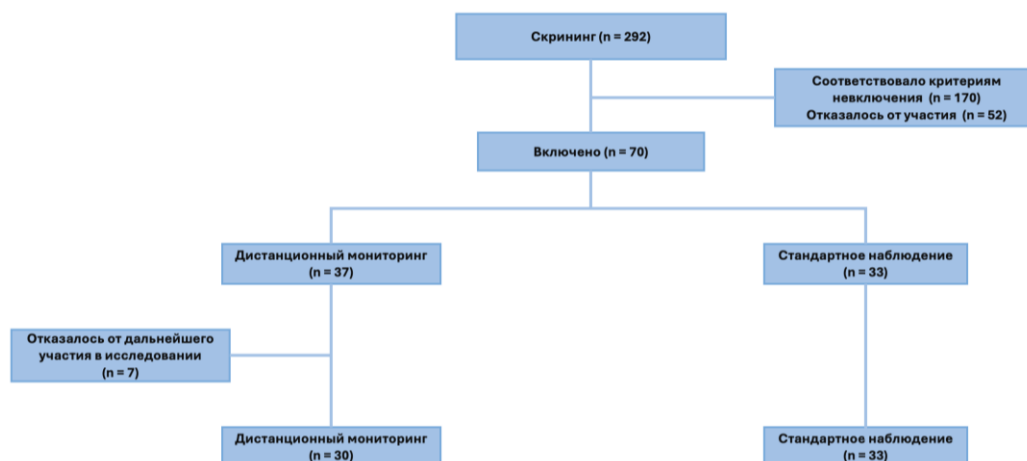 Скрининг (n = 292)
Соответствовало критериям
невключения (n = 170)
Отказалось от участия (n = 52)
Включено (n = 70)
Дистанционный мониторинг
(n = 37)
Стандартное наблюдение
(n = 33)
Отказалось от дальнейшего
участия в исследовании
(n = 7)
Дистанционный мониторинг
(n = 30)
Стандартное наблюдение
(n = 33)